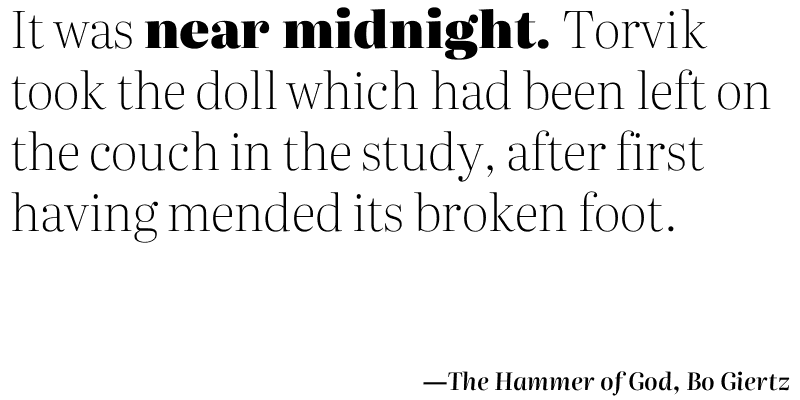 It was near midnight. Torvik
took the doll which had been left on
the couch in the study, after first
having mended its broken foot.
—The Hammer of God, Bo Giertz